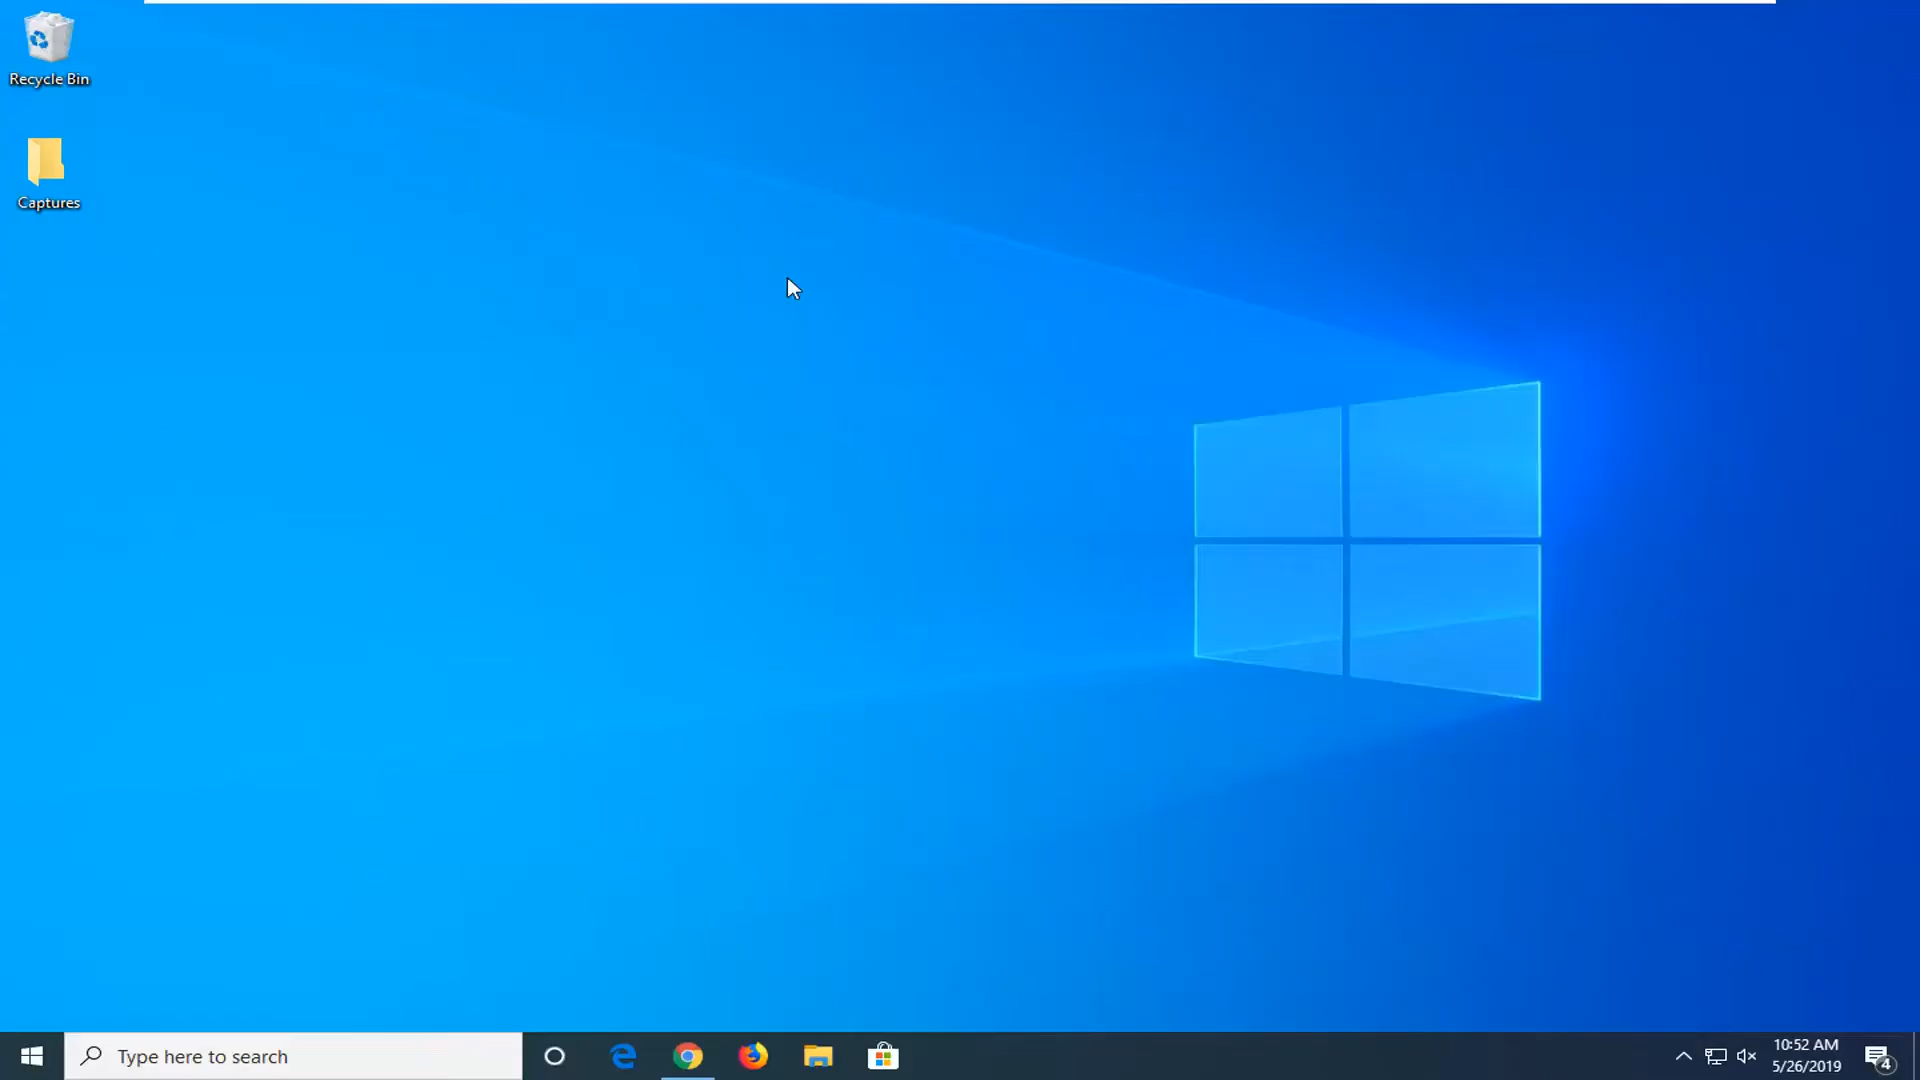 Recycle Bin
Captures
Type here to search
10:52 AM
5/26/2019
4